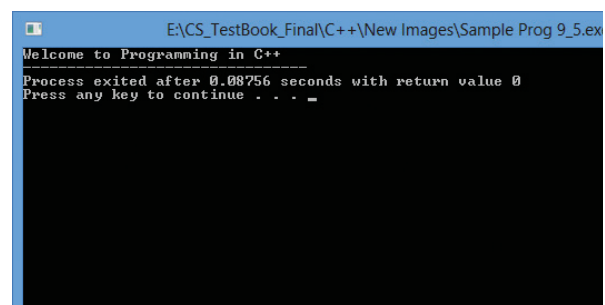 E:\CS_TestBook_Final\C++\New Images\Sample Prog 9_5.exe
Welcome to Programming in C++
--------------------------------
Process exited after 0.08756 seconds with return value 0
Press any key to continue . . . _